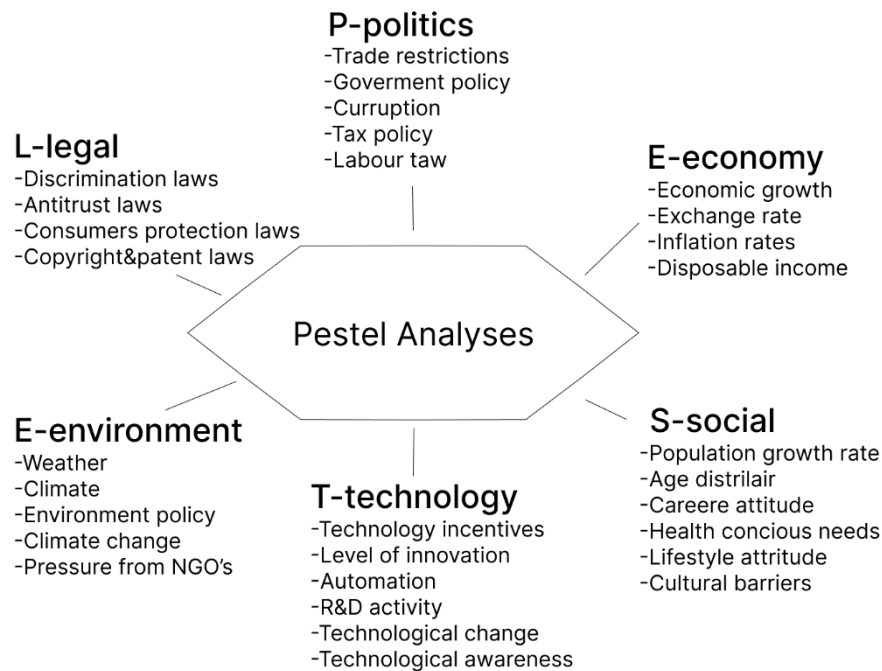 P-politics
-Trade restrictions
-Goverment policy
-Curruption
-Tax policy
-Labour taw
L-legal
-Discrimination laws
-Antitrust laws
-Consumers protection laws
-Copyright&patent laws
E-economy
-Economic growth
-Exchange rate
-Inflation rates
-Disposable income
Pestel Analyses
E-environment
-Weather
-Climate
-Environment policy
-Climate change
-Pressure from NGO's
T-technology
-Technology incentives
-Level of innovation
-Automation
-R&D activity
-Technological change
-Technological awareness
S-social
-Population growth rate
-Age distrilair
-Careere attitude
-Health concious needs
-Lifestyle attritude
-Cultural barriers